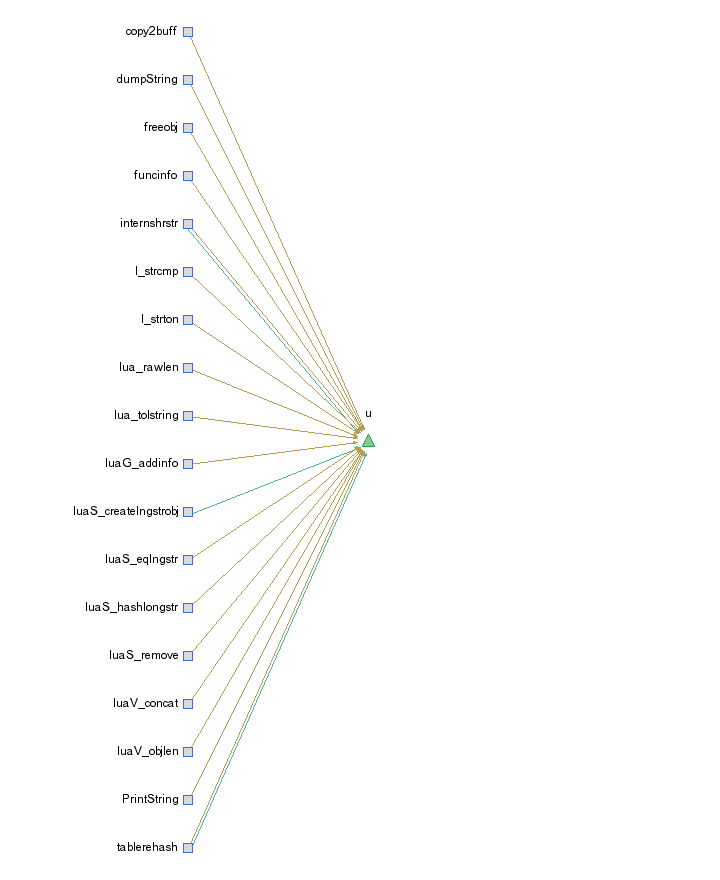 copy2buff
dumpString
freeobj
funcinfo
internshrstr
l_strcmp
l_strton
lua_rawlen
lua_tolstring
u
luaG_addinfo
luaS_createlngstrobj
luaS_eqlngstr
luaS_hashlongstr
luaS_remove
luaV_concat
luaV_objlen
PrintString
tablerehash